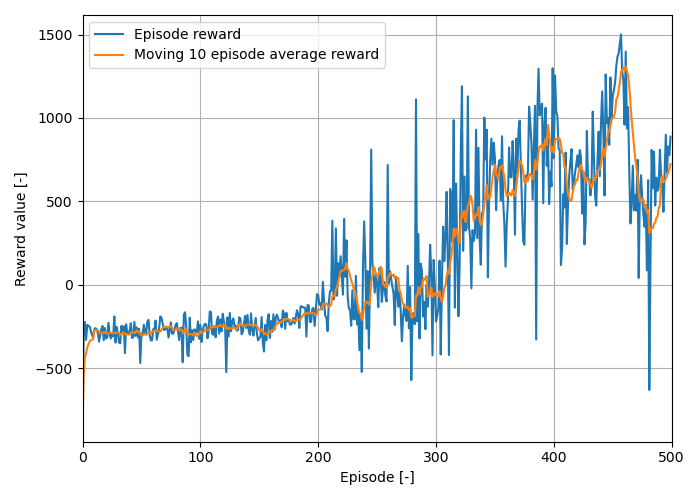 Episode reward
Moving 10 episode average reward
Reward value [-]
1500
1000
500
0
−500
0
100
200
300
400
500
Episode [-]